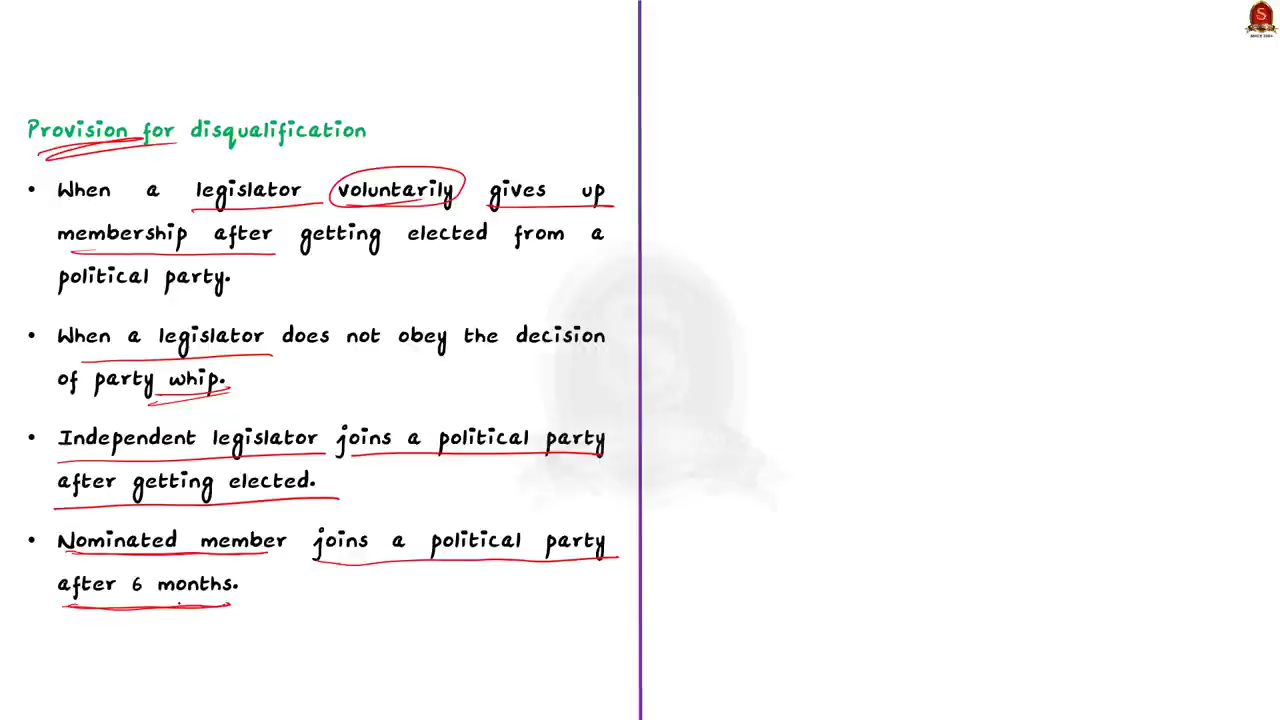 Provision for disqualification
• When a legislator voluntarily gives up
membership after getting elected from a
political party.
• When a legislator does not obey the decision
of party whip.
• Independent legislator joins a political party
after getting elected.
• Nominated member joins a political party
after 6 months.